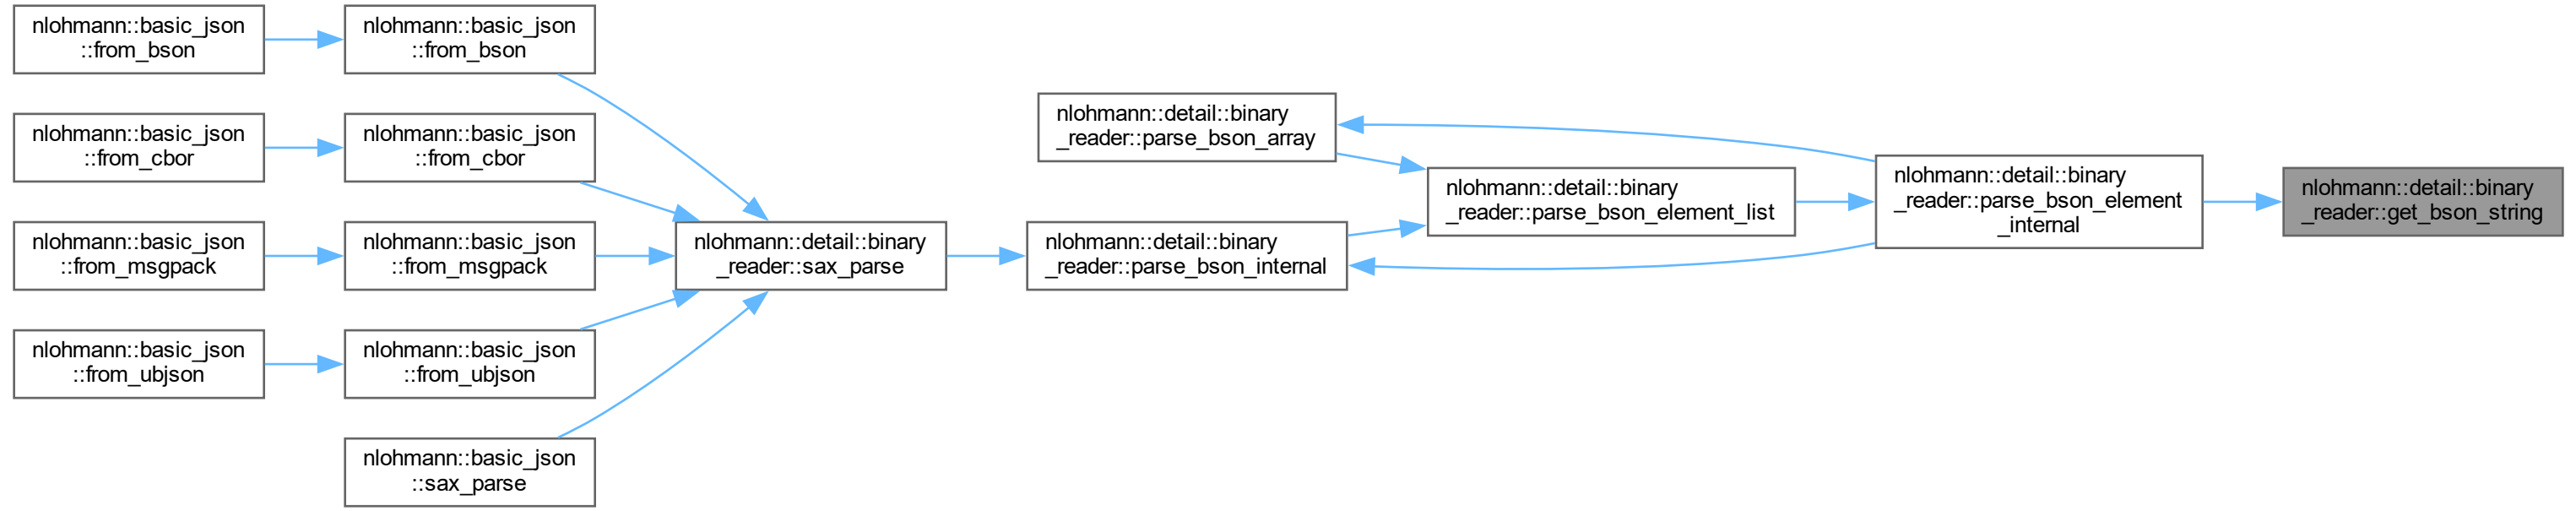 nlohmann::basic_json
::from_bson
nlohmann::basic_json
::from_bson
nlohmann::basic_json
::from_cbor
nlohmann::basic_json
::from_cbor
nlohmann::basic_json
::from_msgpack
nlohmann::basic_json
::from_msgpack
nlohmann::basic_json
::from_ubjson
nlohmann::basic_json
::from_ubjson
nlohmann::basic_json
::sax_parse
nlohmann::detail::binary
_reader::sax_parse
nlohmann::detail::binary
_reader::parse_bson_array
nlohmann::detail::binary
_reader::parse_bson_internal
nlohmann::detail::binary
_reader::parse_bson_element_list
nlohmann::detail::binary
_reader::parse_bson_element
_internal
nlohmann::detail::binary
_reader::get_bson_string